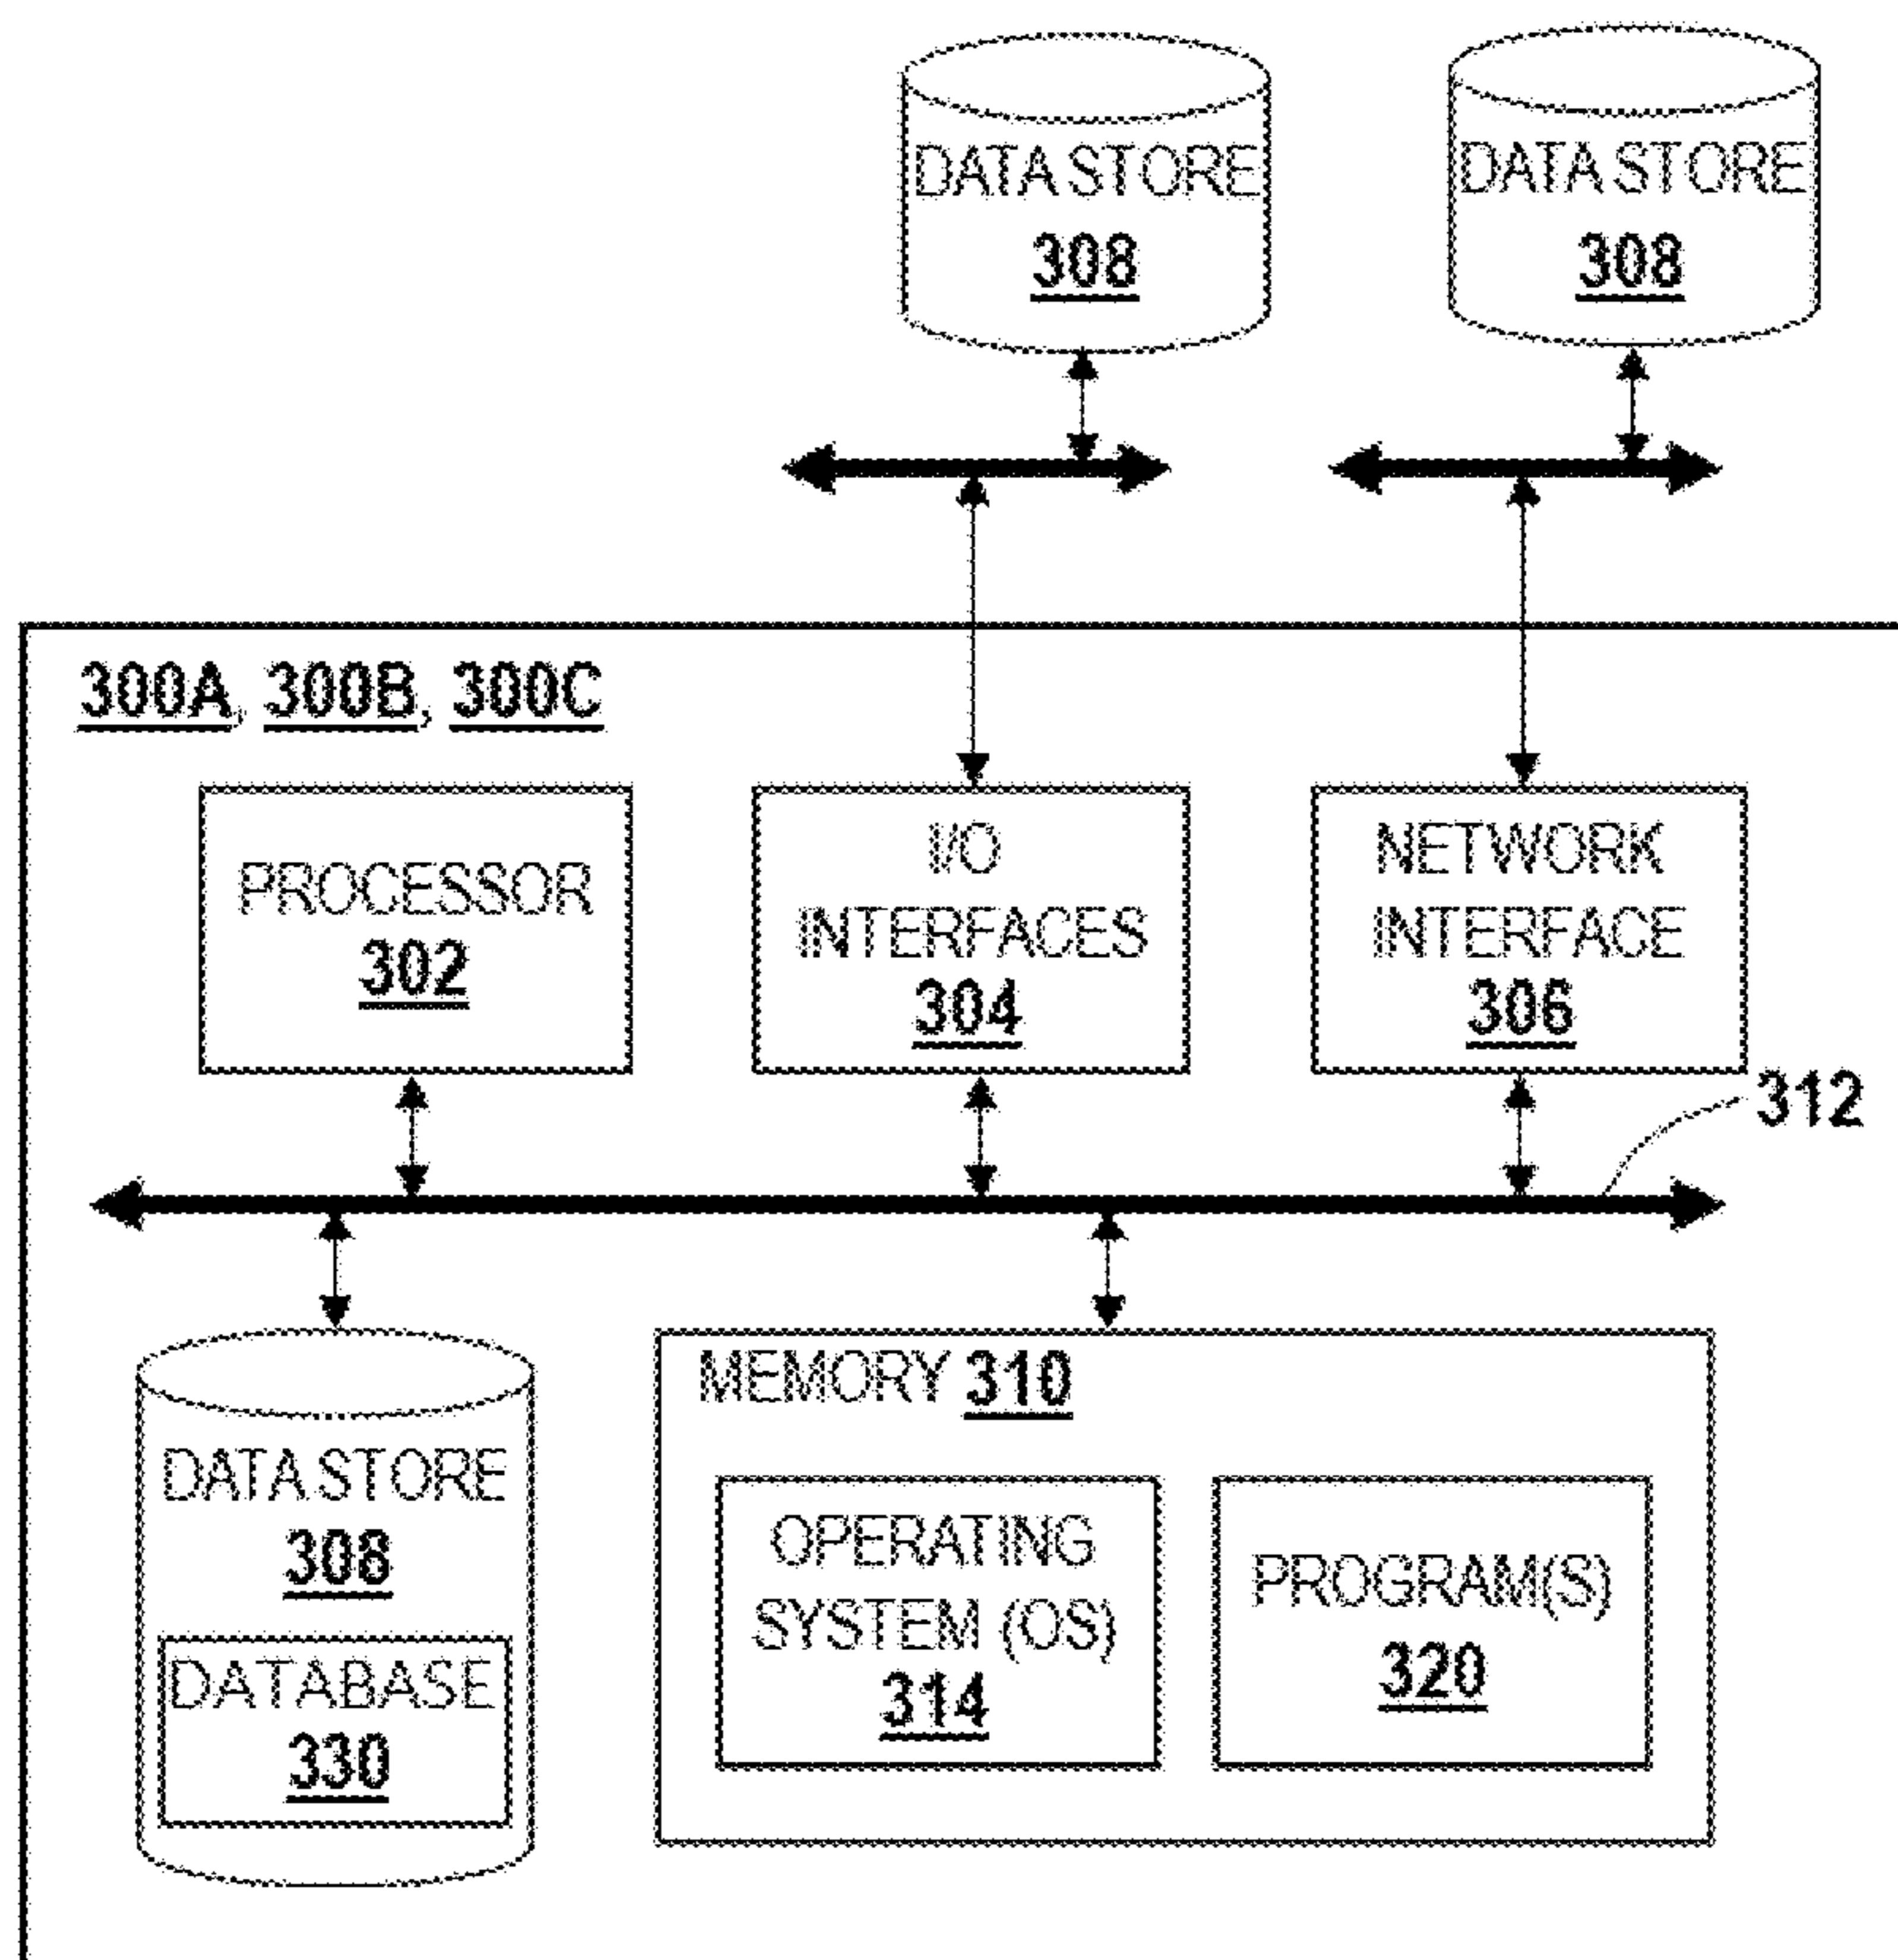 DATA STORE
308
DATA STORE
308
300A, 300B, 300C
PROCESSOR
302
I/O
INTERFACES
304
NETWORK
INTERFACE
306
312
DATA STORE
308
DATABASE
330
MEMORY 310
OPERATING
SYSTEM (OS)
314
PROGRAM(S)
320